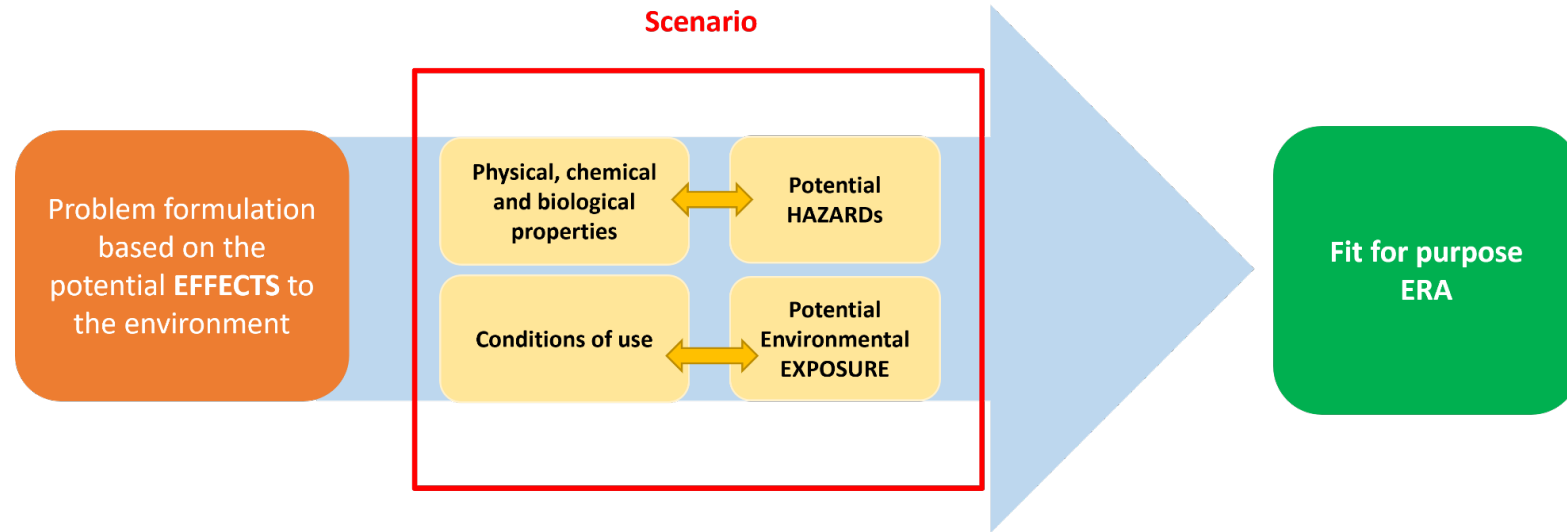 Scenario
Problem formulation
based on the
potential EFFECTS to
the environment
Physical, chemical
and biological
properties
Potential
HAZARDs
Conditions of use
Potential
Environmental
EXPOSURE
Fit for purpose
ERA